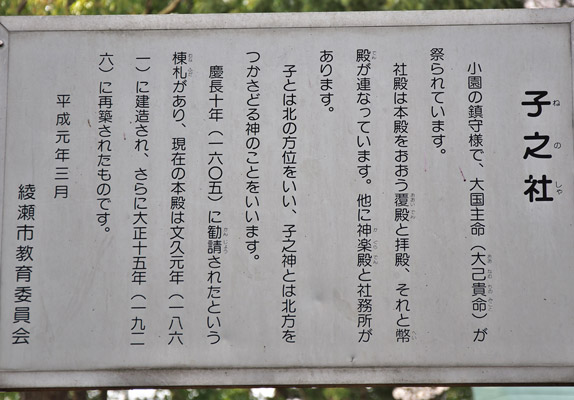 子之社
小園の鎮守様で、大国主命（大己貴命）が
祭られています。
社殿は本殿をおおう覆殿と拝殿、それと幣
殿が連なっています。他に神楽殿と社務所が
あります。
子とは北の方位をいい、子之神とは北方を
つかさどる神のことをいいます。
慶長十年（一六〇五）に勧請されたという
棟札があり、現在の本殿は文久元年（一八六
一）に建造され、さらに大正十五年（一九二
六）に再築されたものです。
平成元年三月
綾瀬市教育委員会